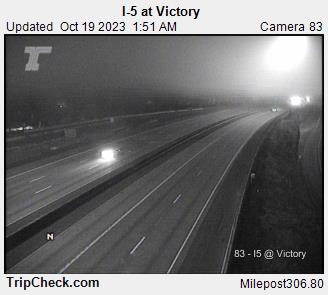 I-5 at Victory
Updated Oct 19 2023 1:51 AM Camera 83
T
N
83 - I5 @ Victory
TripCheck.com Milepost306.80